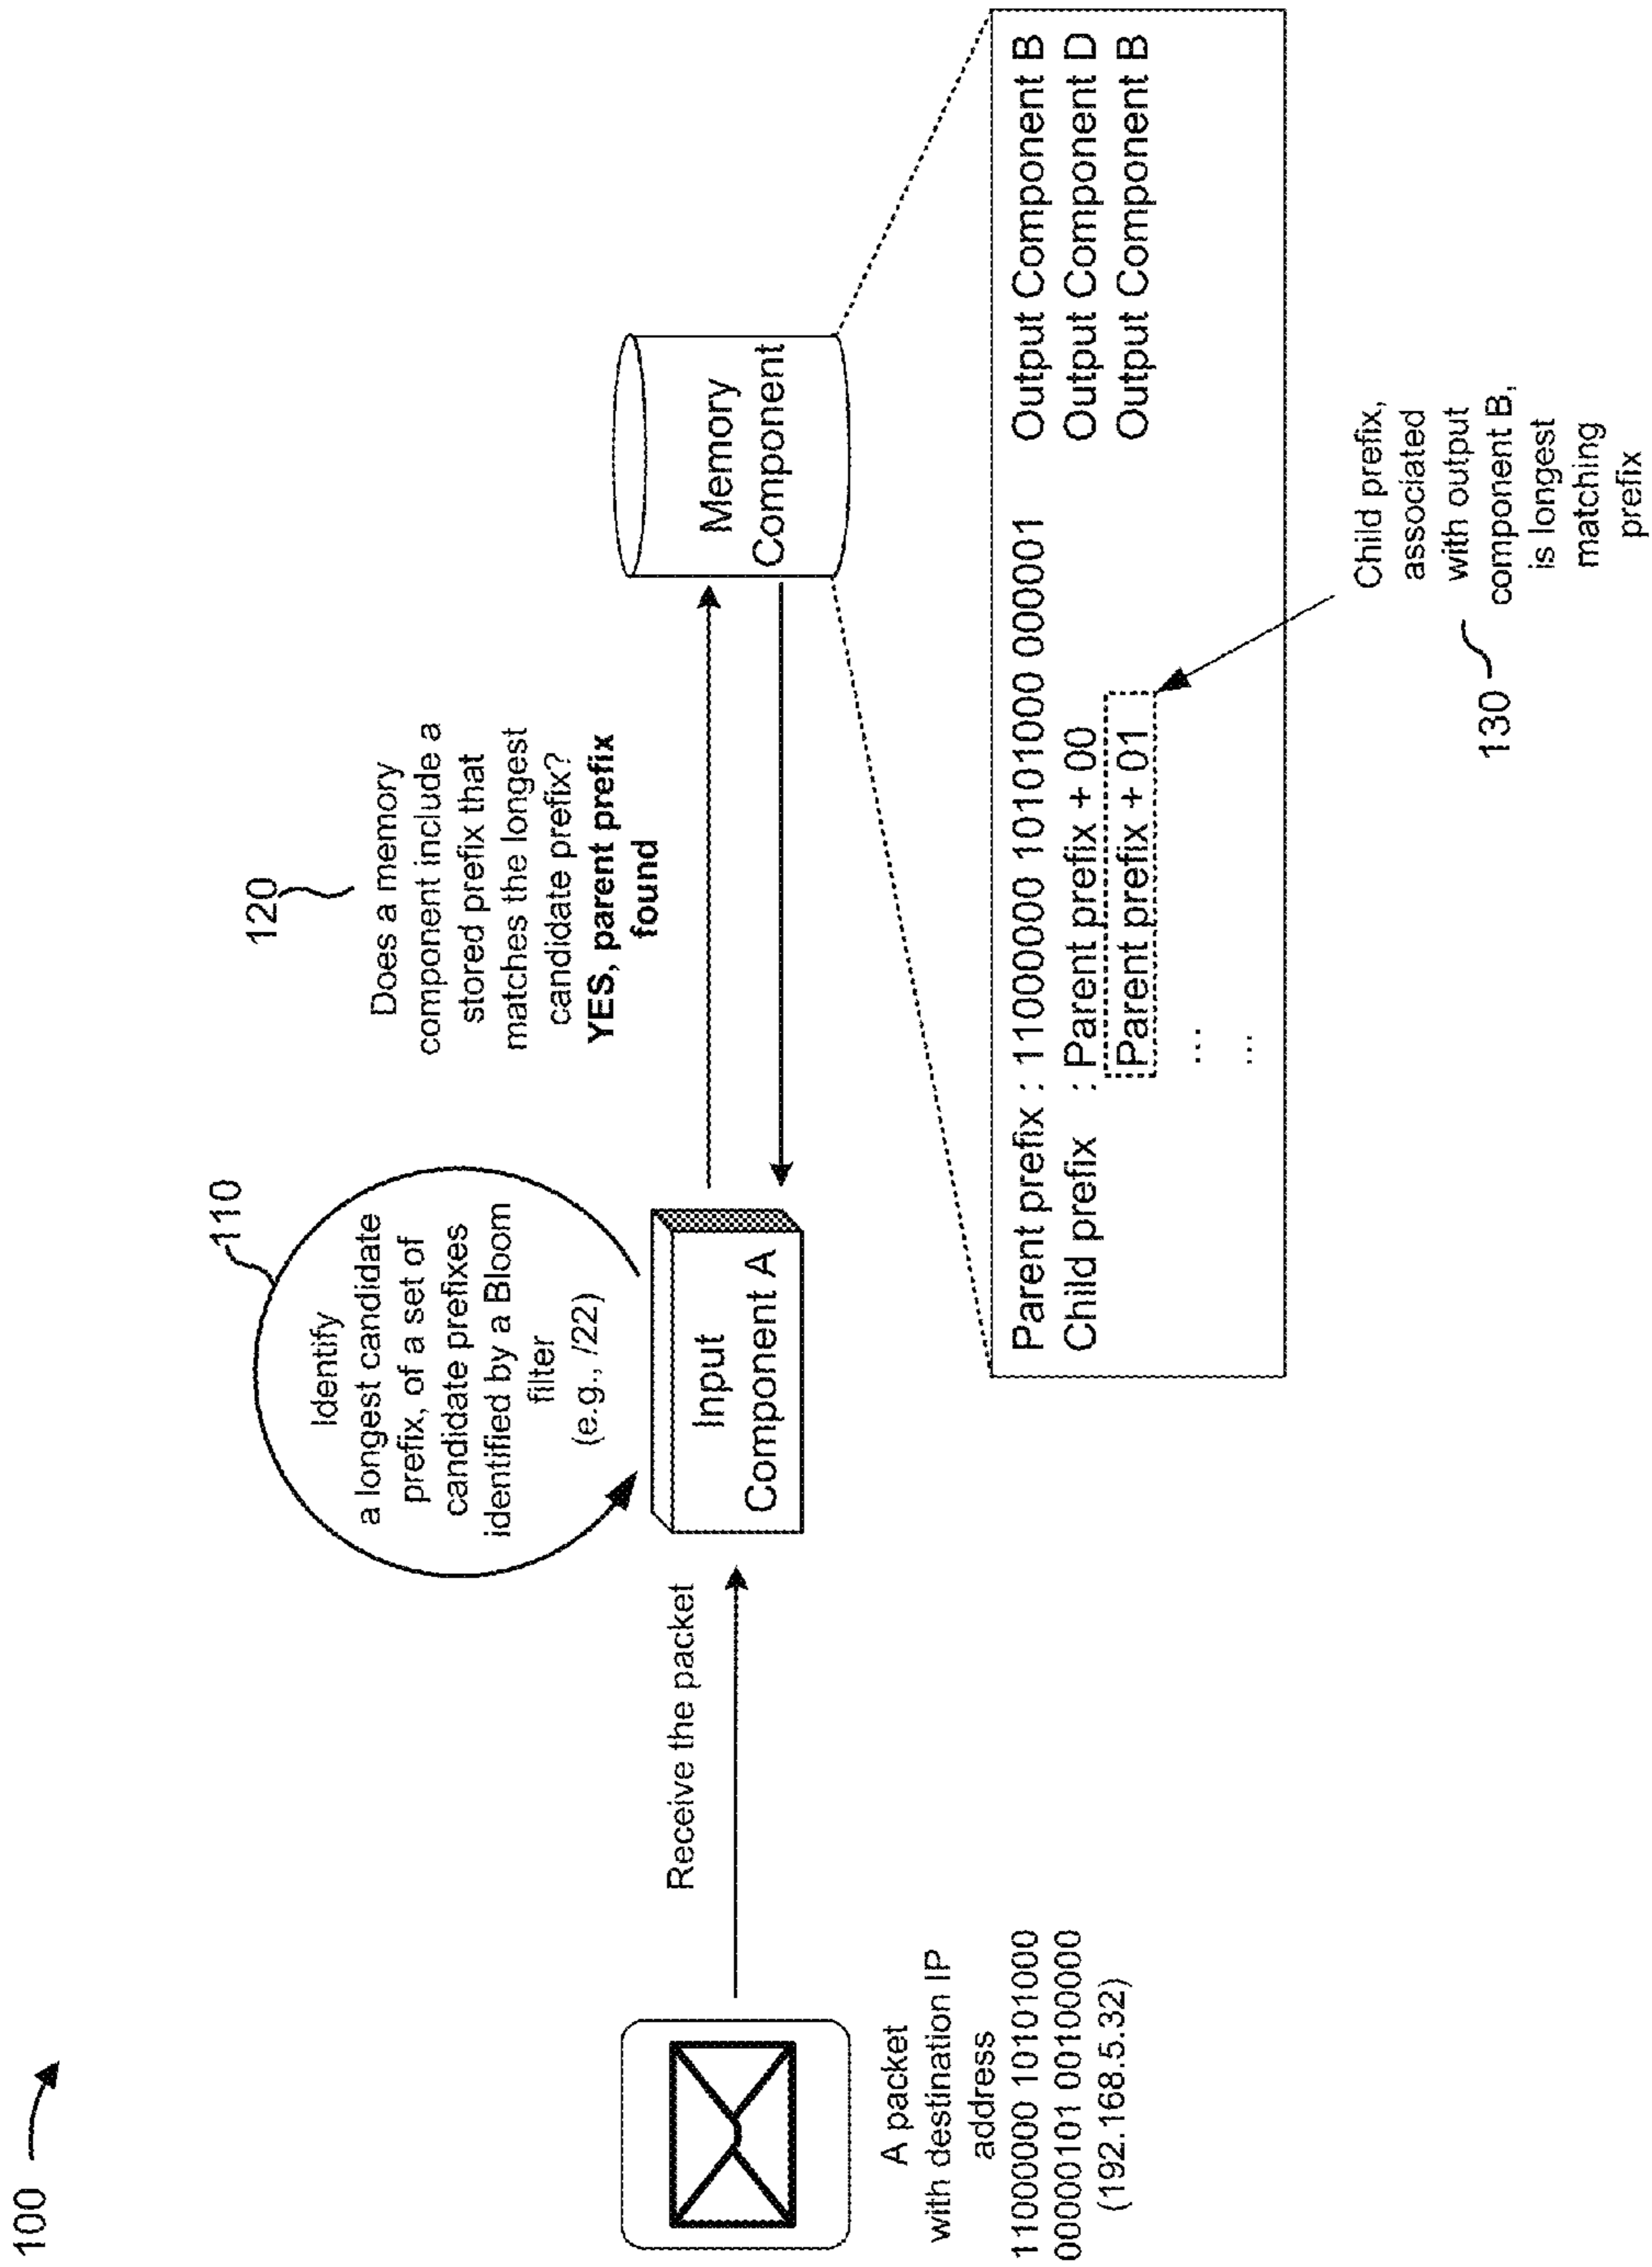 100
110
Identify
a longest candidate
prefix, of a set of
candidate prefixes
identified by a Bloom
filter
(e.g., /22)
120
Does a memory
component include a
stored prefix that
matches the longest
candidate prefix?
YES, parent prefix
found
Receive the packet
Input
Component A
Memory
Component
A packet
with destination IP
address
11000000 10101000
00000101 00100000
(192.168.5.32)
Parent prefix : 11000000 10101000 000001 Output Component B
Child prefix : Parent prefix + 00 Output Component D
Parent prefix + 01 Output Component B
...
...
130
Child prefix,
associated
with output
component B,
is longest
matching
prefix